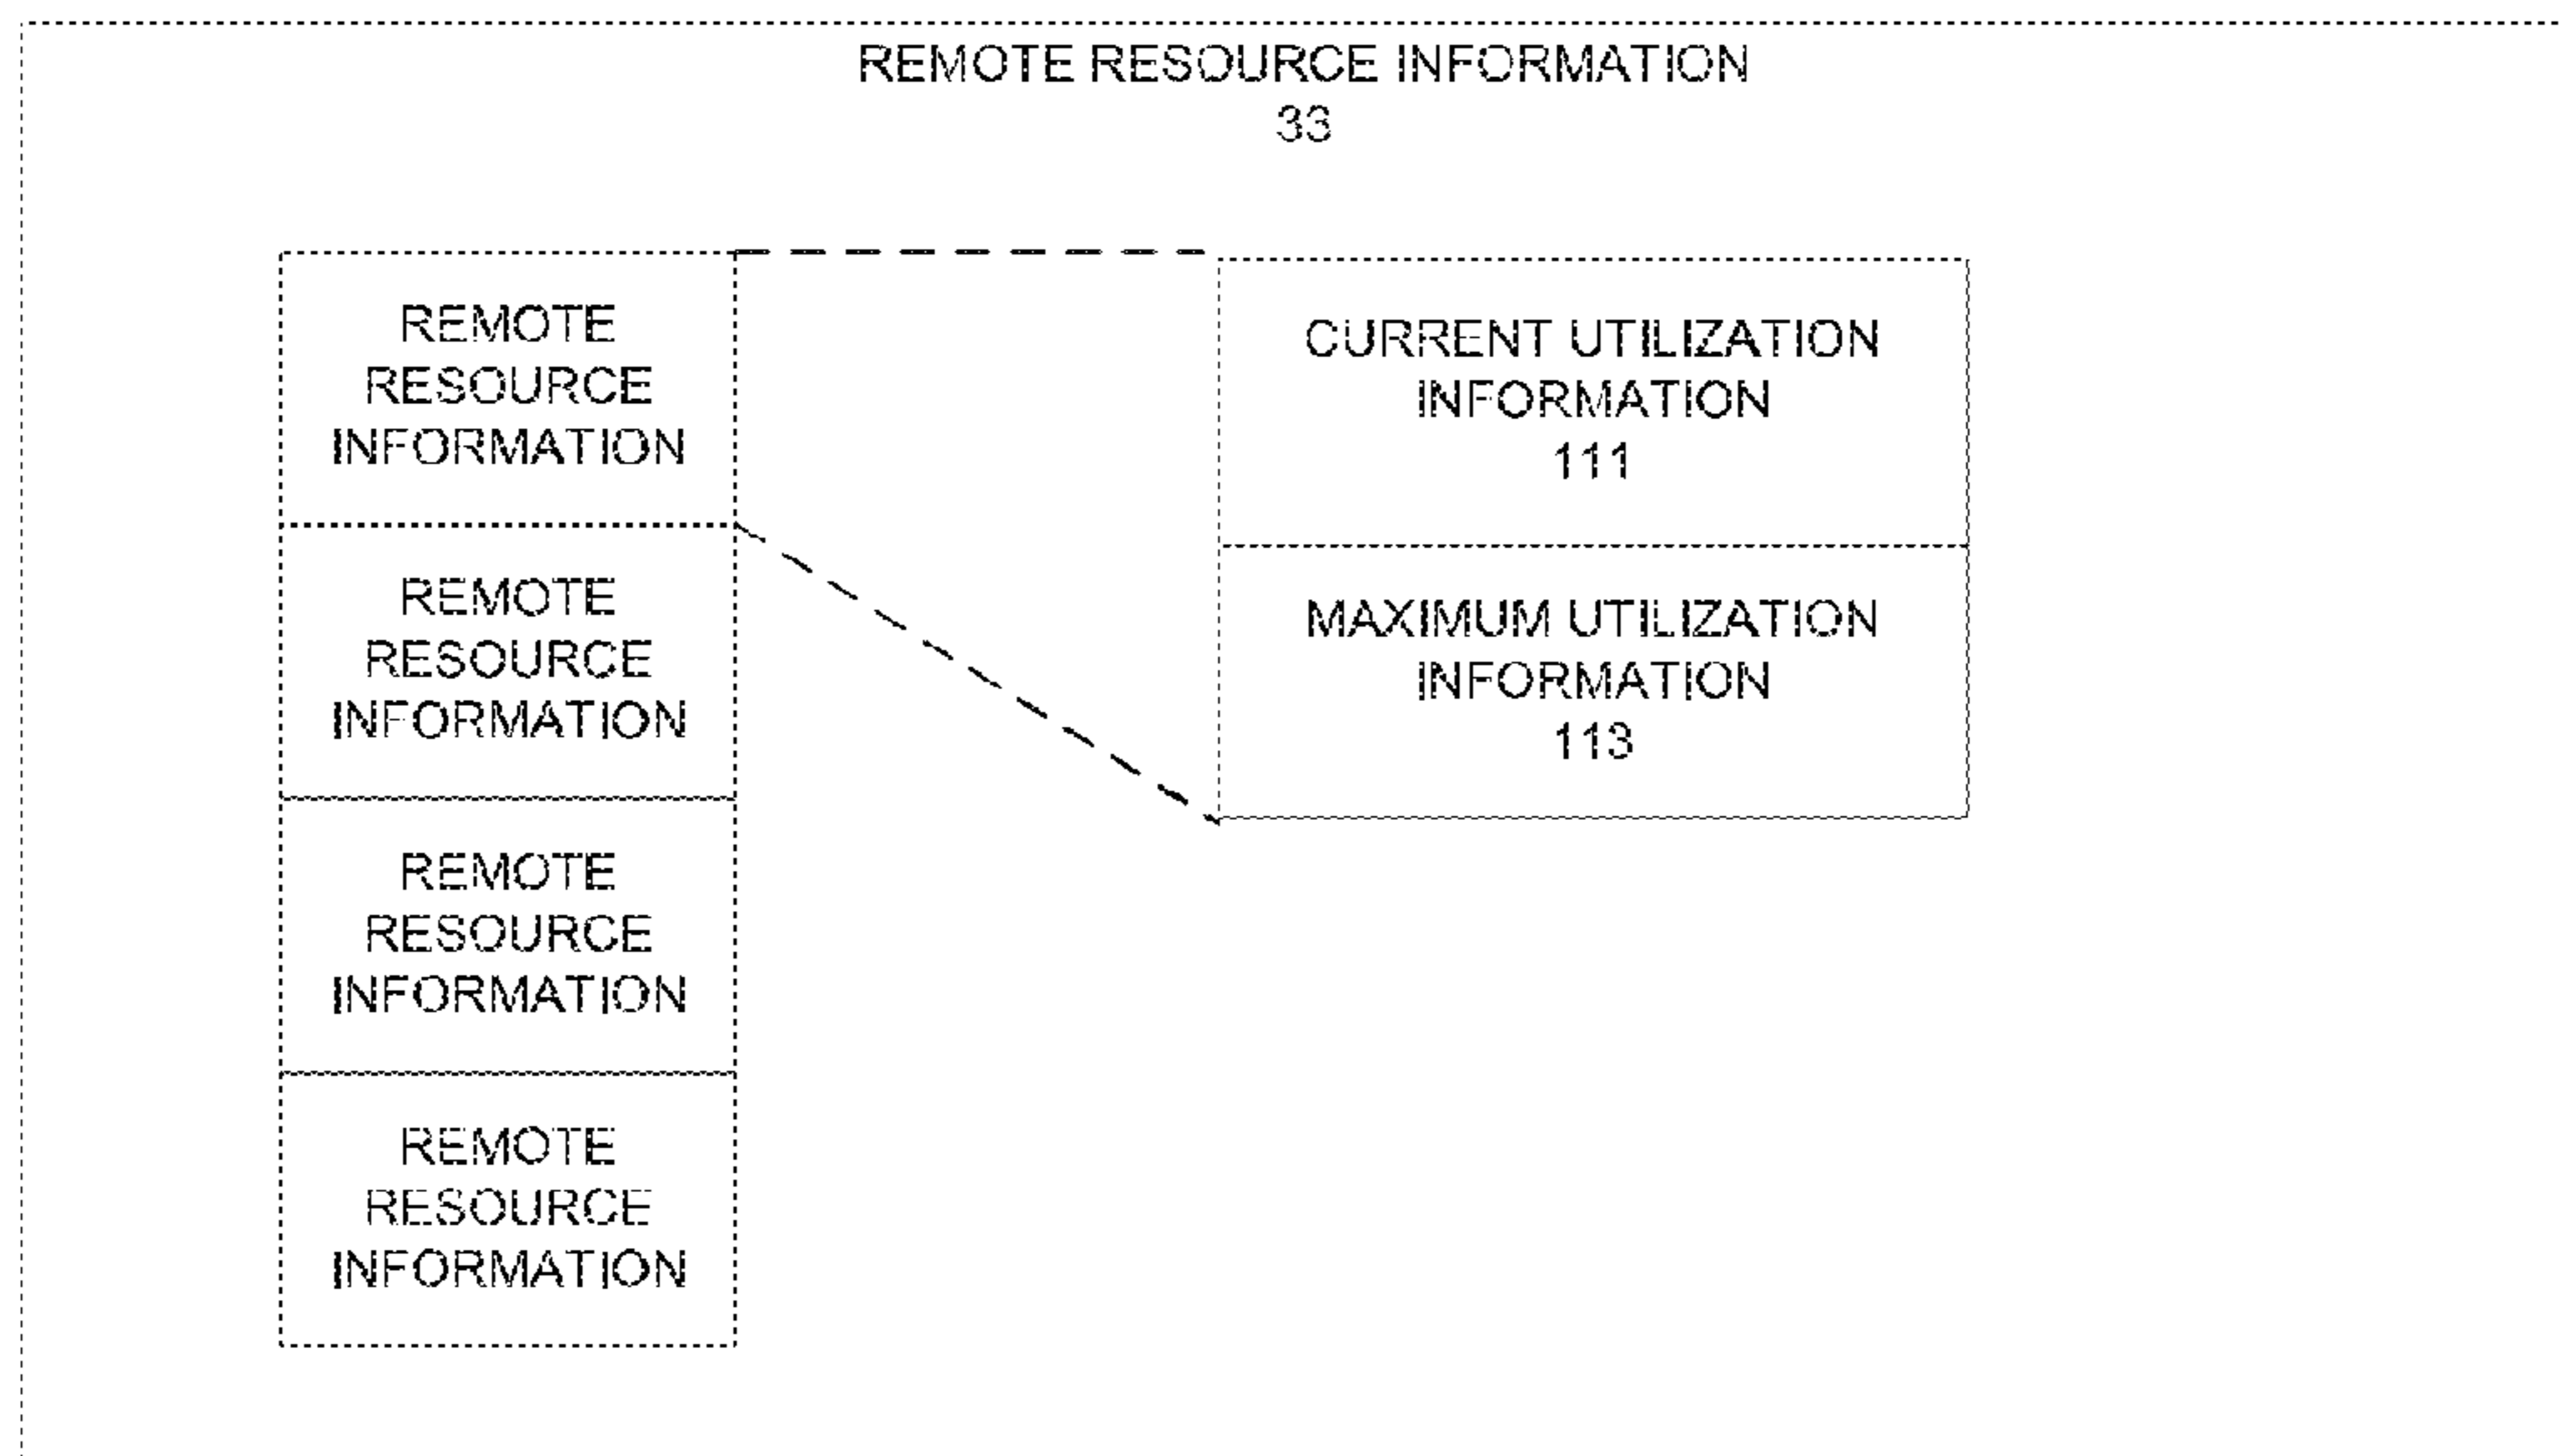 REMOTE RESOURCE INFORMATION
33
REMOTE
RESOURCE
INFORMATION
REMOTE
RESOURCE
INFORMATION
REMOTE
RESOURCE
INFORMATION
REMOTE
RESOURCE
INFORMATION
CURRENT UTILIZATION
INFORMATION
111
MAXIMUM UTILIZATION
INFORMATION
113